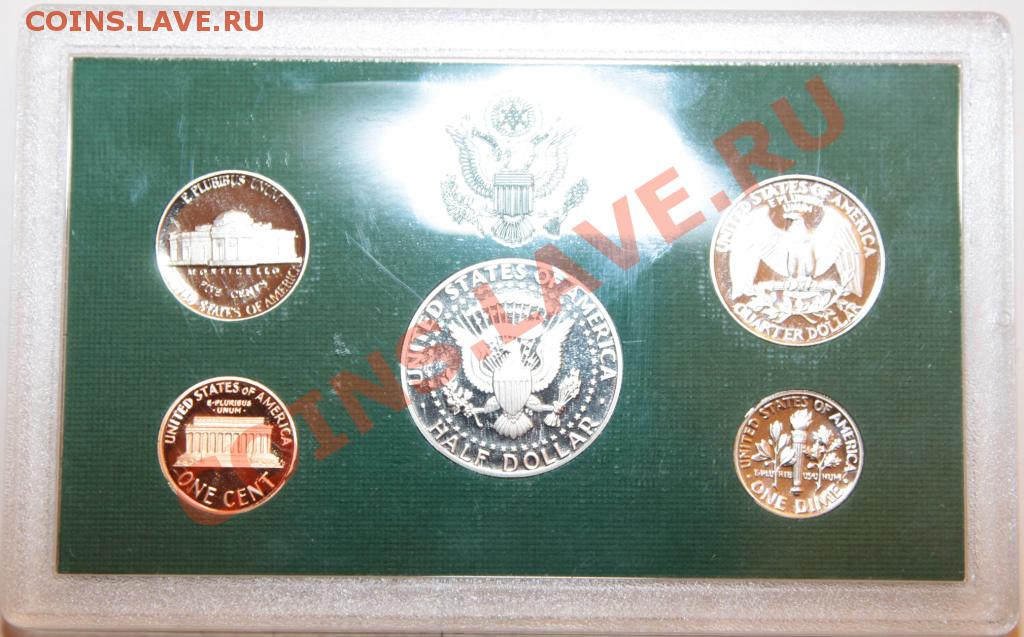 COINS.LAVE.RU
COINS.LAVE.RU
E PLURIBUS UNUM
MONTICELLO
FIVE CENTS
STATES OF AMERICA
UNITED STATES OF AMERICA
E PLURIBUS
UNUM
QUARTER DOLLAR
UNITED STATES OF AMERICA
HALF DOLLAR
UNITED STATES OF AMERICA
E·PLURIBUS
·UNUM·
ONE CENT
UNITED STATES OF AMERICA
E PLURIBUS UNUM
ONE DIME